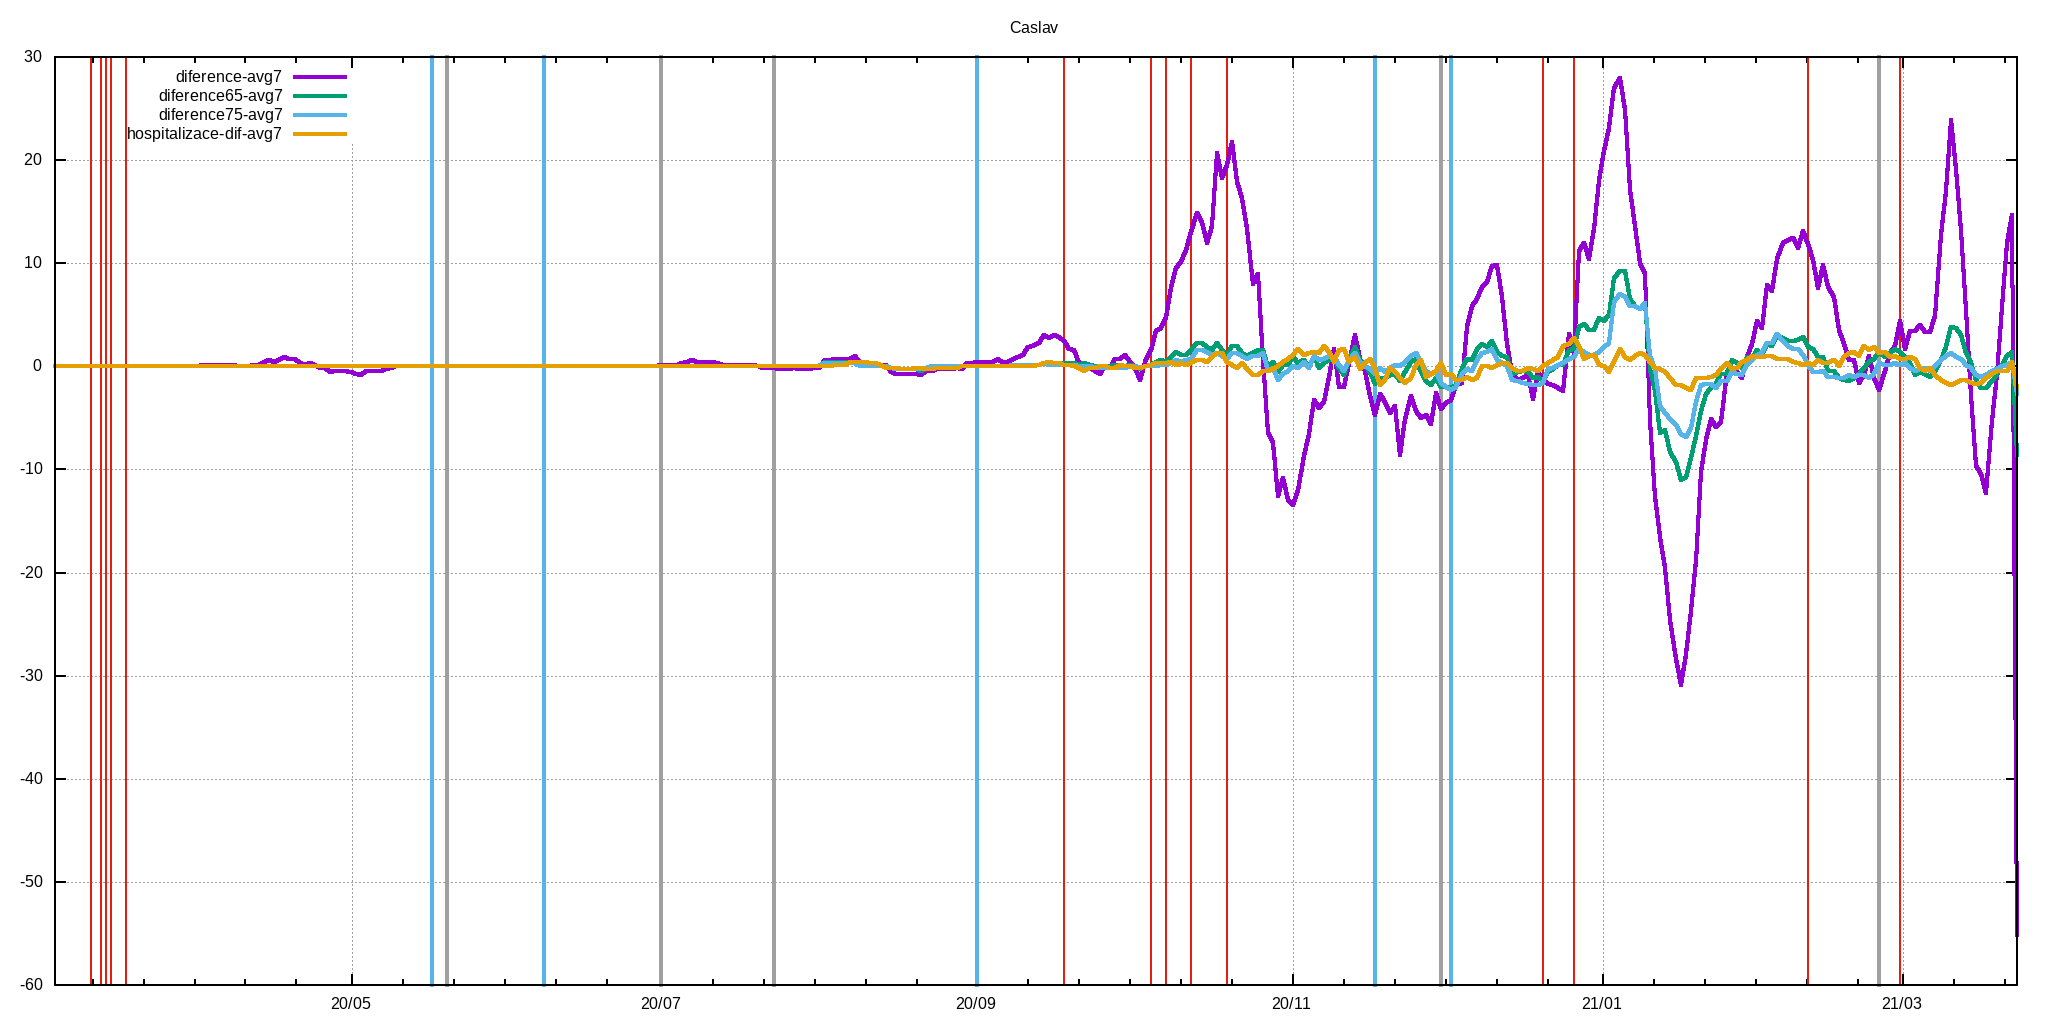 Caslav
30
diference-avg7
diference65-avg7
diference75-avg7
hospitalizace-dif-avg7
20
10
0
-10
-20
-30
-40
-50
-60
20/05 20/07 20/09 20/11 21/01 21/03